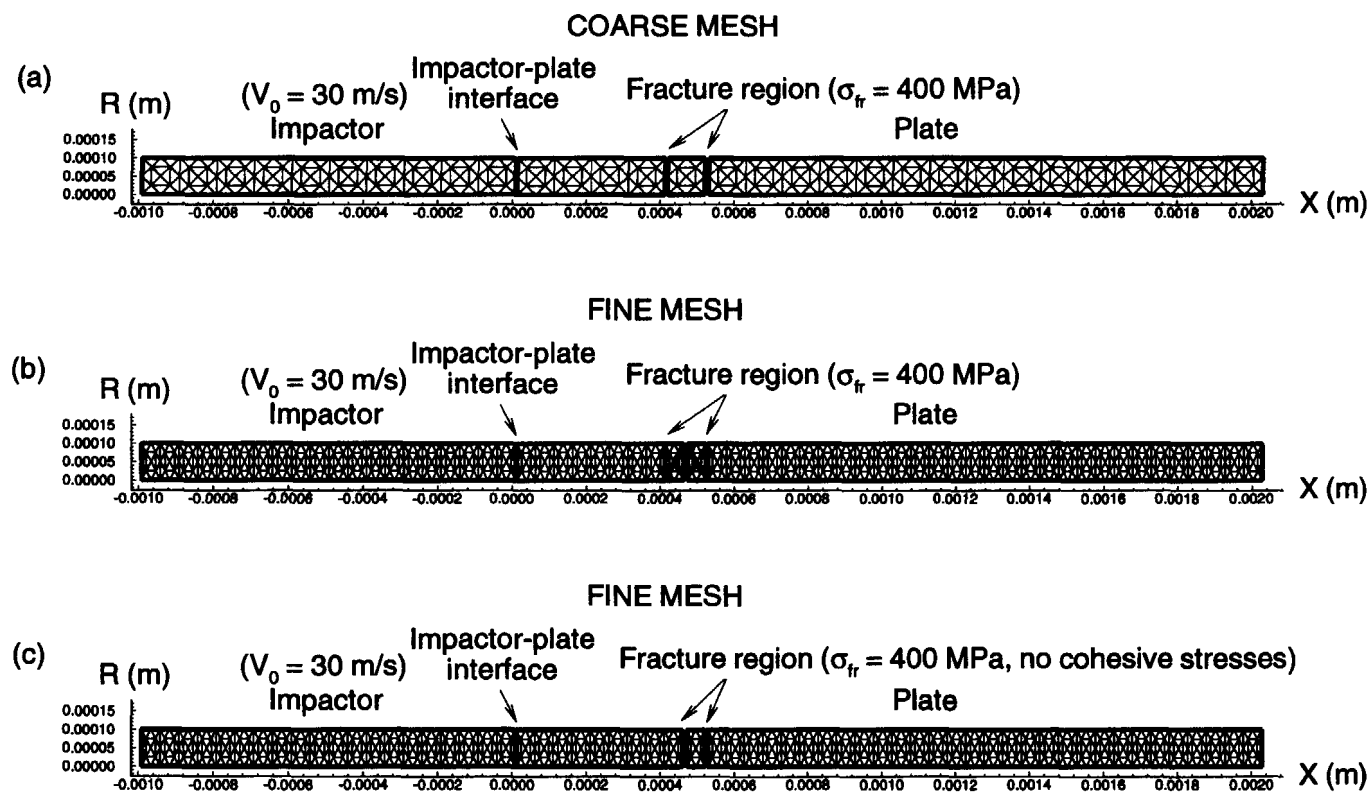 COARSE MESH
(a)
R (m)
(V0 = 30 m/s)
Impactor
Impactor-plate
interface
Fracture region (σfr = 400 MPa)
Plate
0.00015
0.00010
0.00005
0.00000
-0.0010 -0.0008 -0.0006 -0.0004 -0.0002 0.0000 0.0002 0.0004 0.0006 0.0008 0.0010 0.0012 0.0014 0.0016 0.0018 0.0020 X (m)
FINE MESH
(b)
R (m)
(V0 = 30 m/s)
Impactor
Impactor-plate
interface
Fracture region (σfr = 400 MPa)
Plate
0.00015
0.00010
0.00005
0.00000
-0.0010 -0.0008 -0.0006 -0.0004 -0.0002 0.0000 0.0002 0.0004 0.0006 0.0008 0.0010 0.0012 0.0014 0.0016 0.0018 0.0020 X (m)
FINE MESH
(c)
R (m)
(V0 = 30 m/s)
Impactor
Impactor-plate
interface
Fracture region (σfr = 400 MPa, no cohesive stresses)
Plate
0.00015
0.00010
0.00005
0.00000
-0.0010 -0.0008 -0.0006 -0.0004 -0.0002 0.0000 0.0002 0.0004 0.0006 0.0008 0.0010 0.0012 0.0014 0.0016 0.0018 0.0020 X (m)